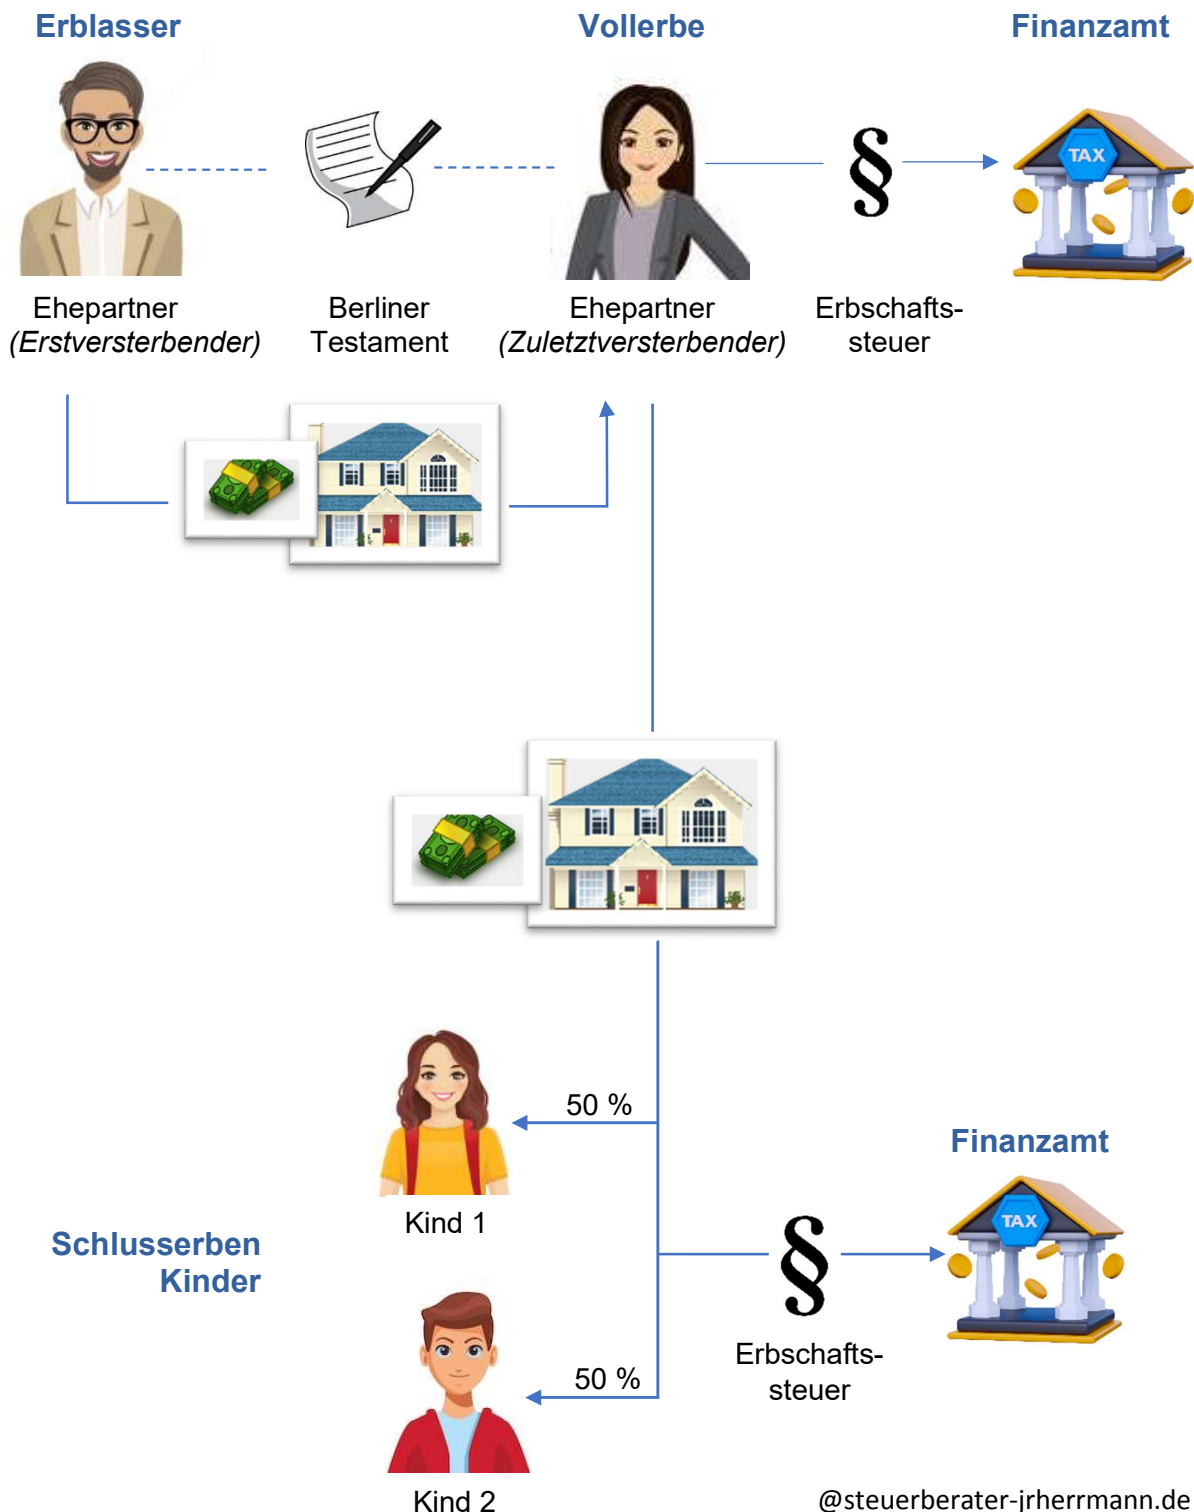 Erblasser
Vollerbe
Finanzamt
TAX
§
Ehepartner
(Erstversterbender)
Berliner
Testament
Ehepartner
(Zuletztversterbender)
Erbschafts-
steuer
50 %
Kind 1
Finanzamt
TAX
§
Schlusserben
Kinder
Erbschafts-
steuer
50 %
Kind 2
@steuerberater-jrherrmann.de